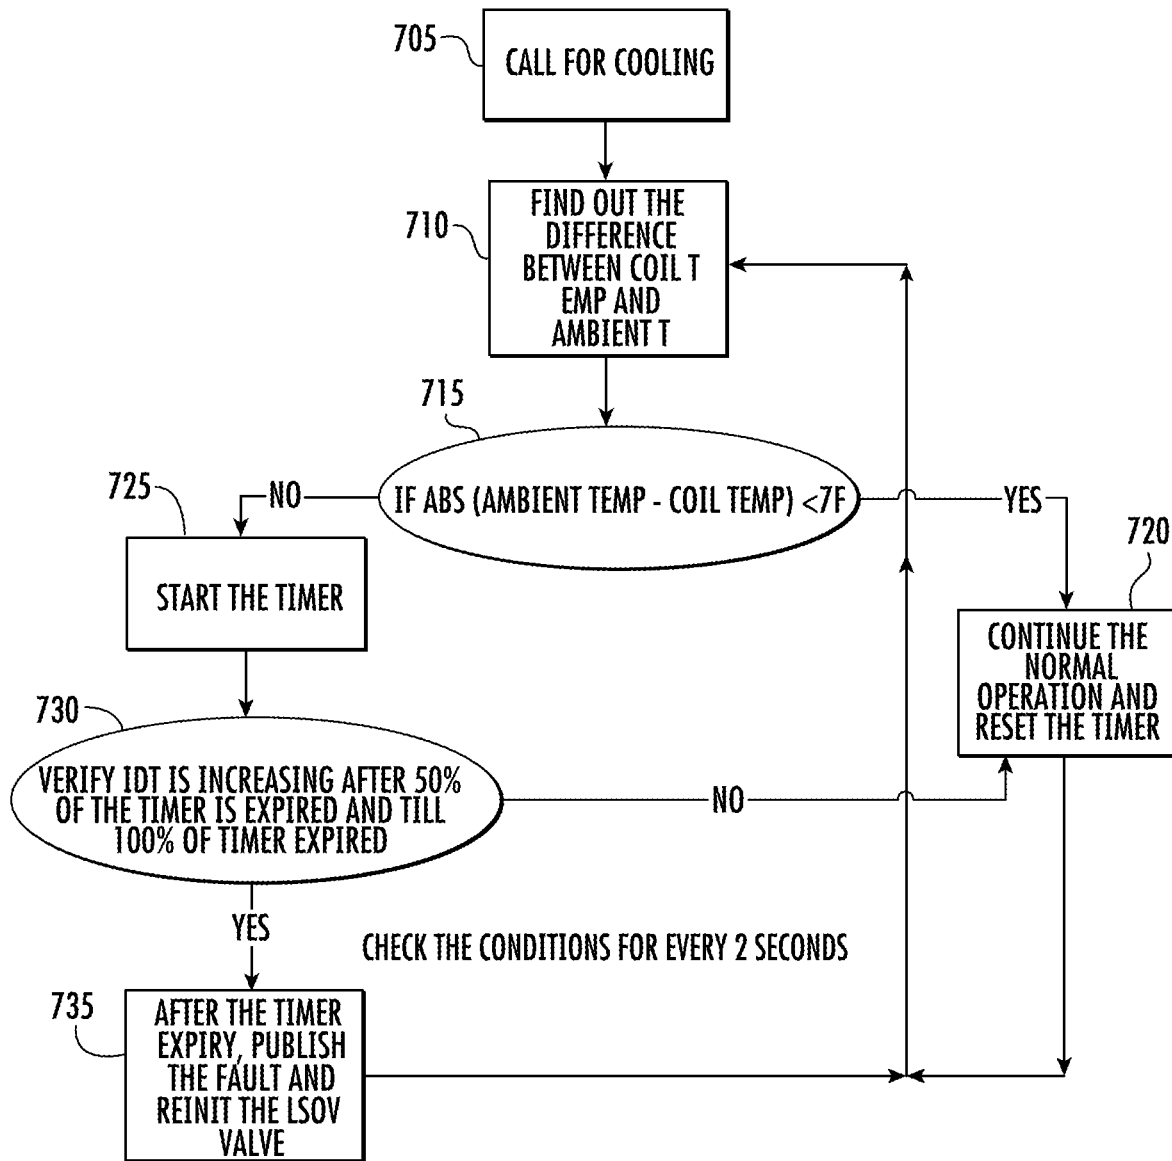 705
CALL FOR COOLING
710
FIND OUT THE
DIFFERENCE
BETWEEN COIL T
EMP AND
AMBIENT T
715
IF ABS (AMBIENT TEMP - COIL TEMP) <7F
NO
YES
725
START THE TIMER
720
CONTINUE THE
NORMAL
OPERATION AND
RESET THE TIMER
730
VERIFY IDT IS INCREASING AFTER 50%
OF THE TIMER IS EXPIRED AND TILL
100% OF TIMER EXPIRED
NO
YES
CHECK THE CONDITIONS FOR EVERY 2 SECONDS
735
AFTER THE TIMER
EXPIRY, PUBLISH
THE FAULT AND
REINIT THE LSOV
VALVE